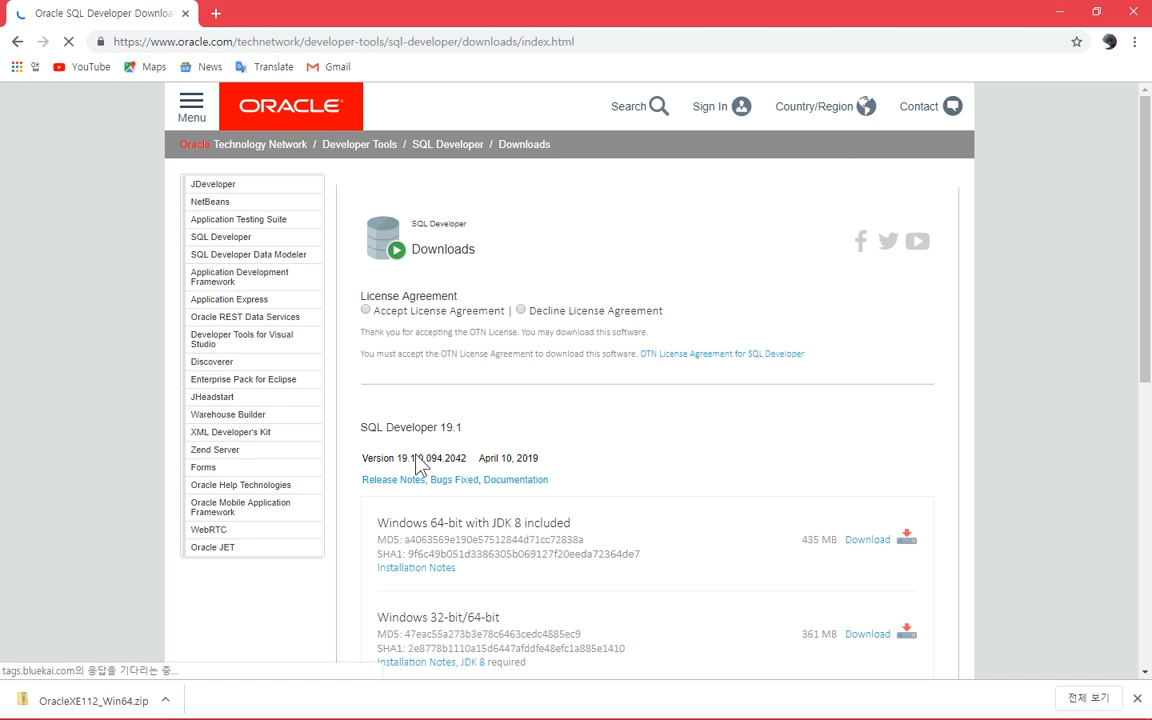 Oracle SQL Developer Downloa
https://www.oracle.com/technetwork/developer-tools/sql-developer/downloads/index.html
YouTube Maps News Translate Gmail
Menu
ORACLE
Search Sign In Country/Region Contact
Oracle Technology Network / Developer Tools / SQL Developer / Downloads
JDeveloper
NetBeans
Application Testing Suite
SQL Developer
SQL Developer Data Modeler
Application Development
Framework
Application Express
Oracle REST Data Services
Developer Tools for Visual
Studio
Discoverer
Enterprise Pack for Eclipse
JHeadstart
Warehouse Builder
XML Developer's Kit
Zend Server
Forms
Oracle Help Technologies
Oracle Mobile Application
Framework
WebRTC
Oracle JET
SQL Developer
Downloads
License Agreement
Accept License Agreement | Decline License Agreement
Thank you for accepting the OTN License. You may download this software.
You must accept the OTN License Agreement to download this software. OTN License Agreement for SQL Developer
SQL Developer 19.1
Version 19.1.0.094.2042 April 10, 2019
Release Notes, Bugs Fixed, Documentation
Windows 64-bit with JDK 8 included
MD5: a4063569e190e57512844d71cc72838a
435 MB Download
SHA1: 9f6c49b051d3386305b069127f20eeda72364de7
Installation Notes
Windows 32-bit/64-bit
MD5: 47eac55a273b3e78c6463cedc4885ec9
361 MB Download
SHA1: 2e8778b1110a15d6447afddfe48efc1a885e1410
Installation Notes, JDK 8 required
tags.bluekai.com의 응답을 기다리는 중...
OracleXE112_Win64.zip
전체 보기